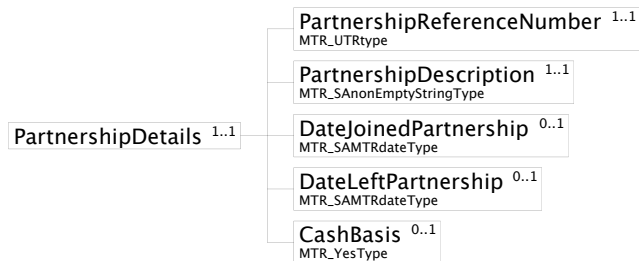 PartnershipReferenceNumber 1..1
MTR_UTRtype
PartnershipDescription 1..1
MTR_SAnonEmptyStringType
PartnershipDetails 1..1
DateJoinedPartnership 0..1
MTR_SAMTRdateType
DateLeftPartnership 0..1
MTR_SAMTRdateType
CashBasis 0..1
MTR_YesType